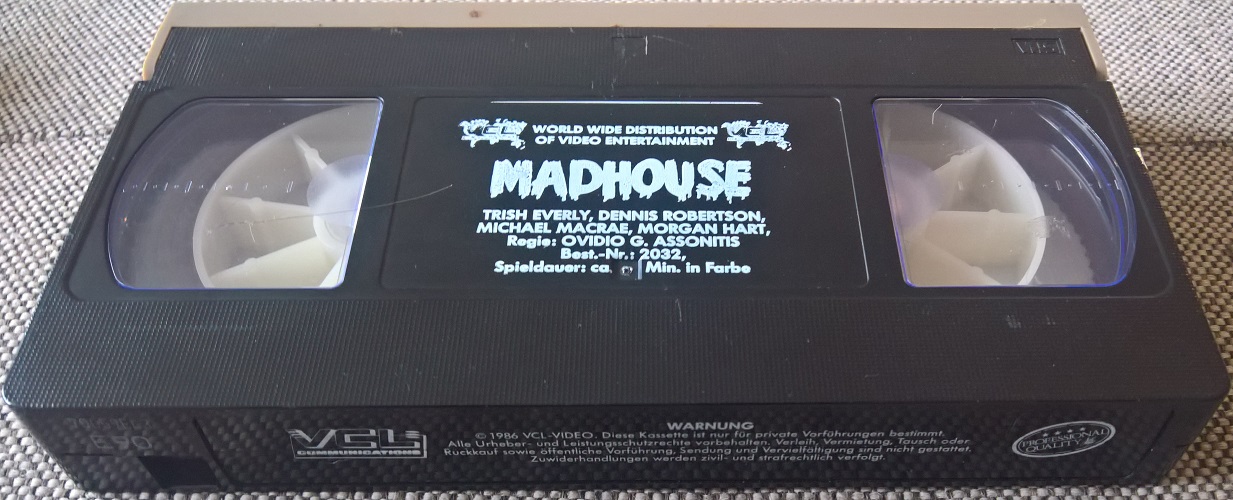 VHS
VCL
WORLD WIDE DISTRIBUTION
OF VIDEO ENTERTAINMENT
VCL
MADHOUSE
TRISH EVERLY, DENNIS ROBERTSON,
MICHAEL MACRAE, MORGAN HART,
Regie: OVIDIO G. ASSONITIS
Best.-Nr.: 2032,
Spieldauer: ca. Min. in Farbe
VCL
COMMUNICATIONS
WARNUNG
© 1986 VCL-VIDEO. Diese Kassette ist nur für private Vorführungen bestimmt.
Alle Urheber- und Leistungsschutzrechte vorbehalten. Verleih, Vermietung, Tausch oder
Rückkauf sowie öffentliche Vorführung, Sendung und Vervielfältigung sind nicht gestattet.
Zuwiderhandlungen werden zivil- und strafrechtlich verfolgt.
PROFESSIONAL
QUALITY